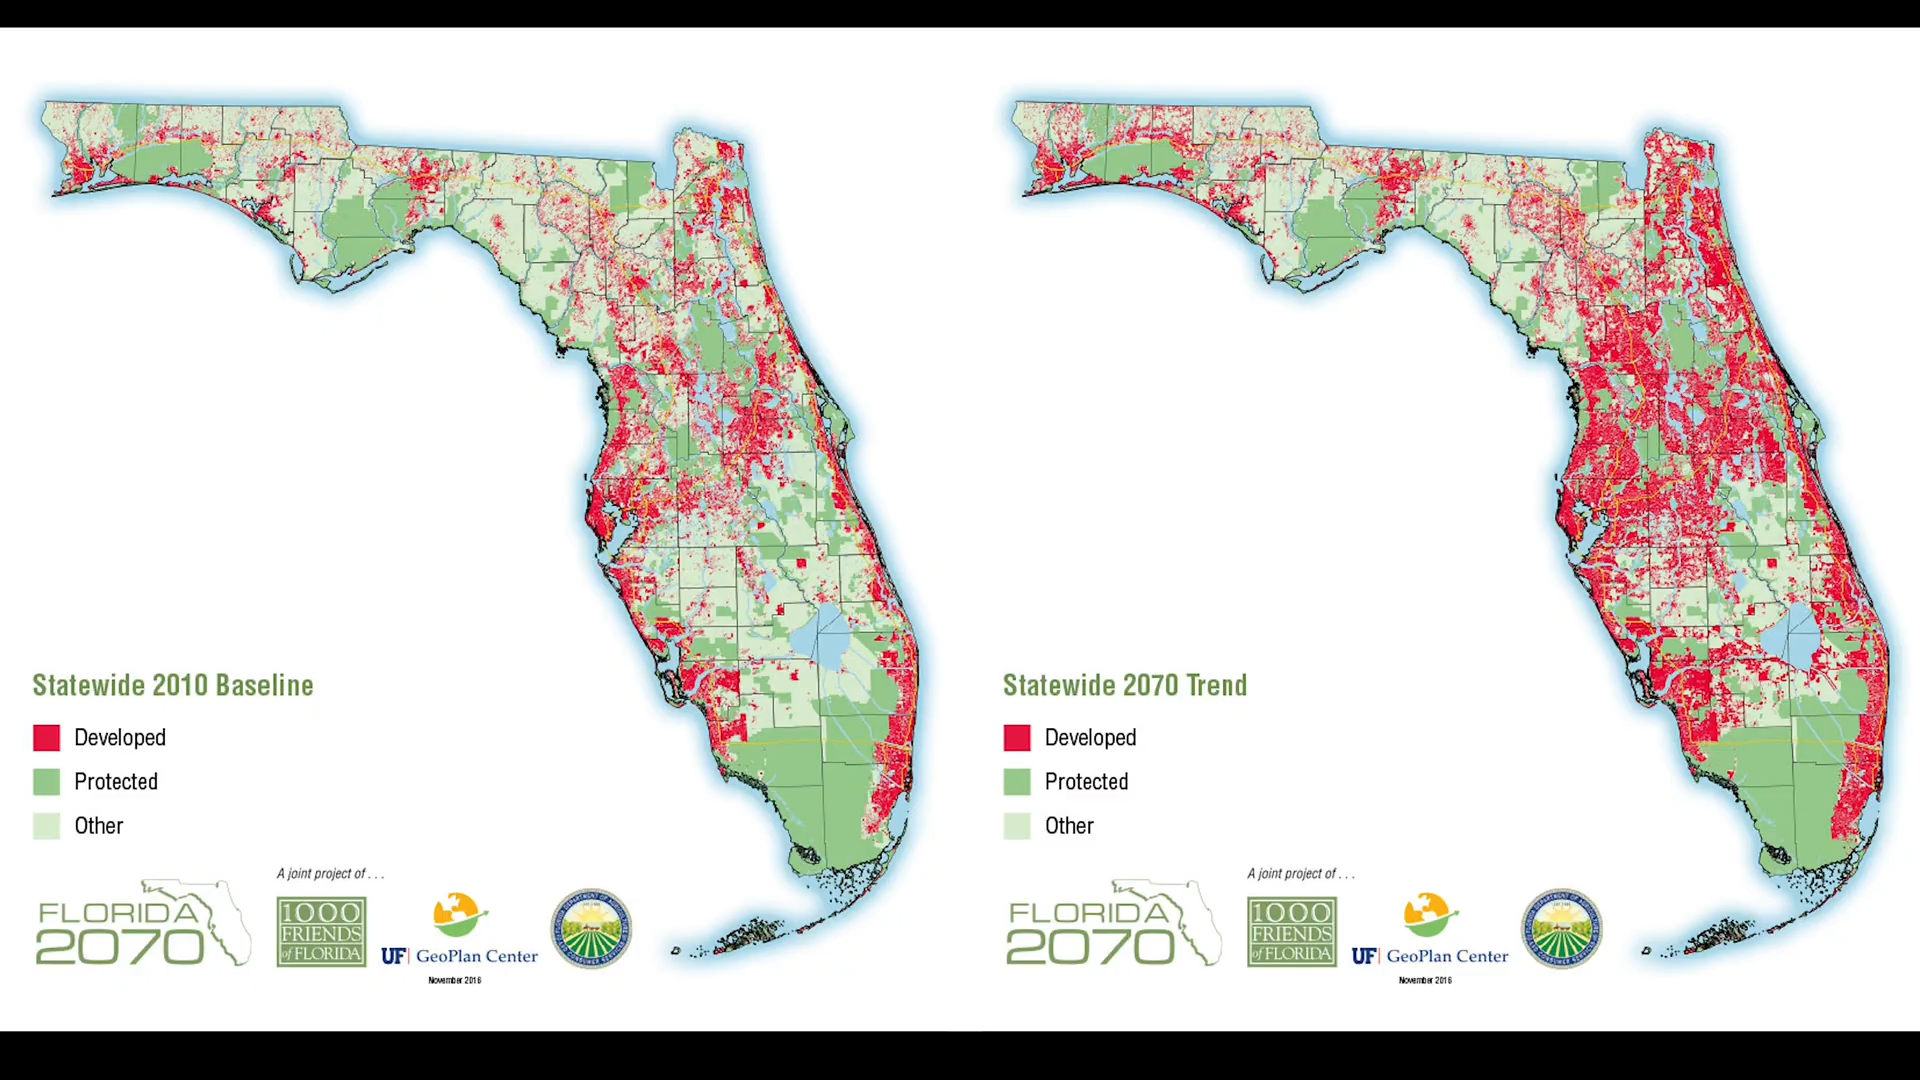 Statewide 2010 Baseline
Developed
Protected
Other
A joint project of . . .
FLORIDA
2070
1000
FRIENDS
of FLORIDA
UF GeoPlan Center
November 2016
Statewide 2070 Trend
Developed
Protected
Other
A joint project of . . .
FLORIDA
2070
1000
FRIENDS
of FLORIDA
UF GeoPlan Center
November 2016